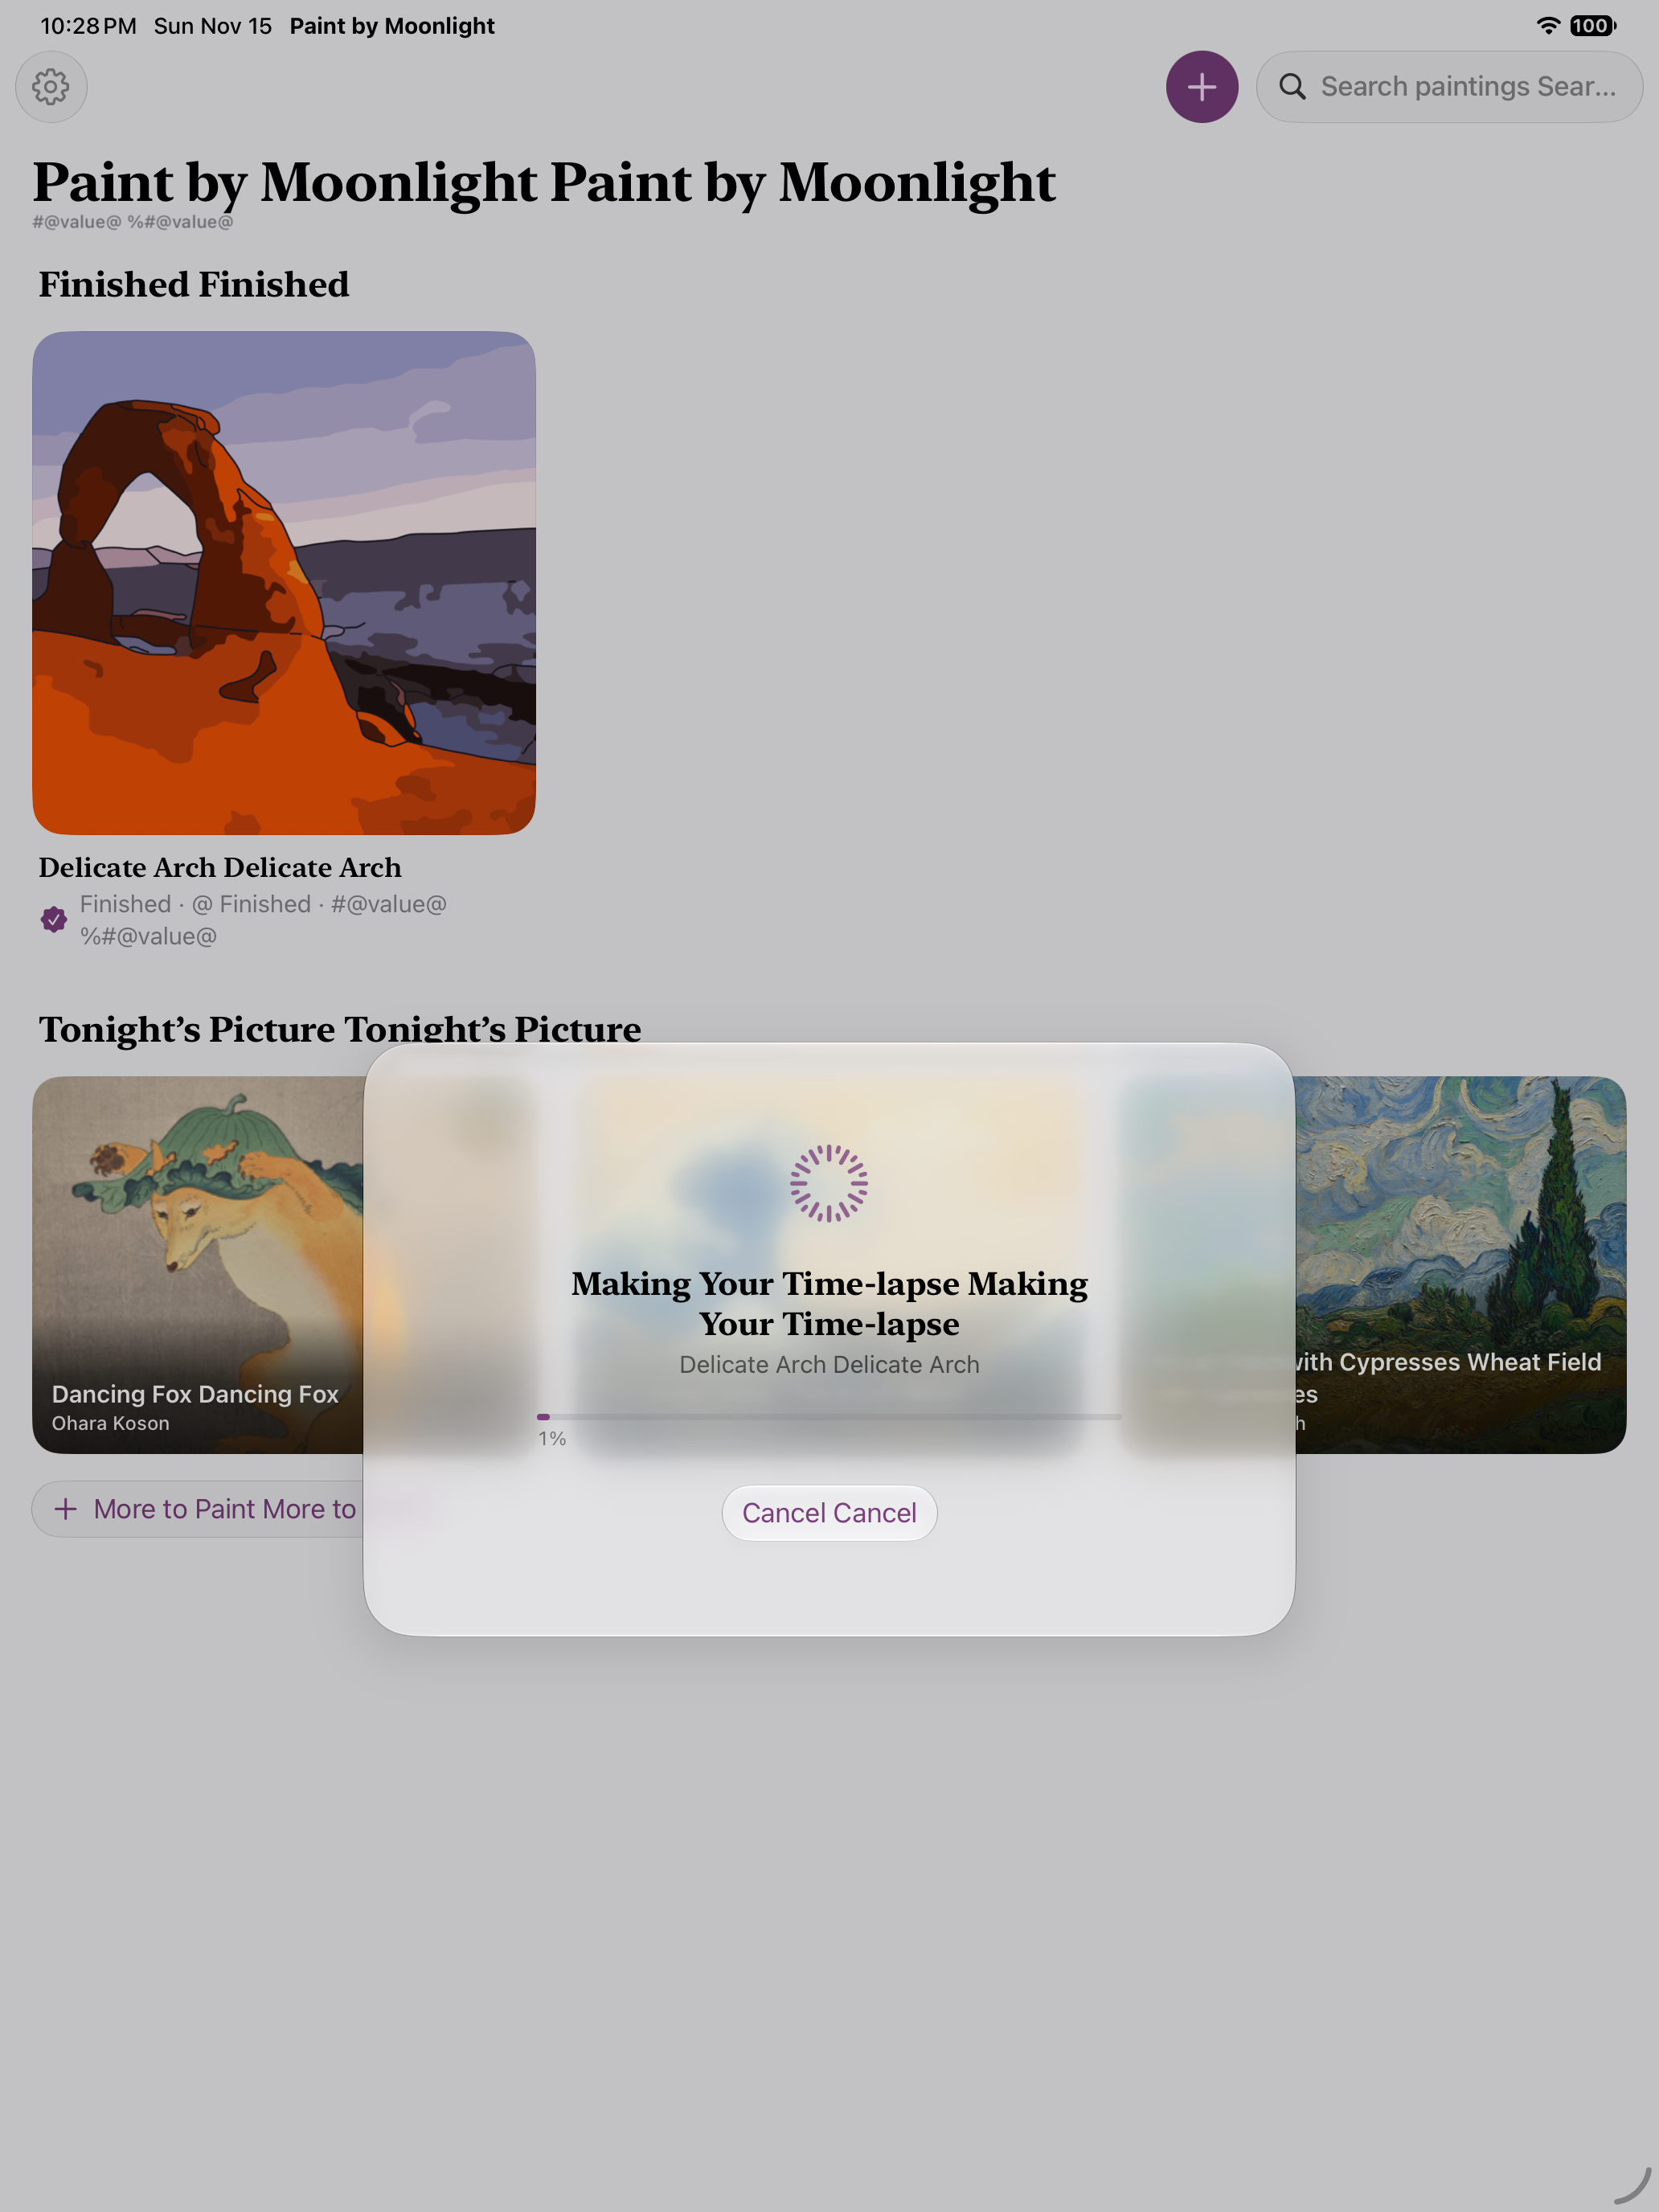 10:28 PM Sun Nov 15 Paint by Moonlight
100
Search paintings Sear...
Paint by Moonlight Paint by Moonlight
#@value@ %#@value@
Finished Finished
Delicate Arch Delicate Arch
Finished · @ Finished · #@value@
%#@value@
Tonight’s Picture Tonight’s Picture
Dancing Fox Dancing Fox
Ohara Koson
with Cypresses Wheat Field
Making Your Time-lapse Making
Your Time-lapse
Delicate Arch Delicate Arch
1%
Cancel Cancel
More to Paint More to